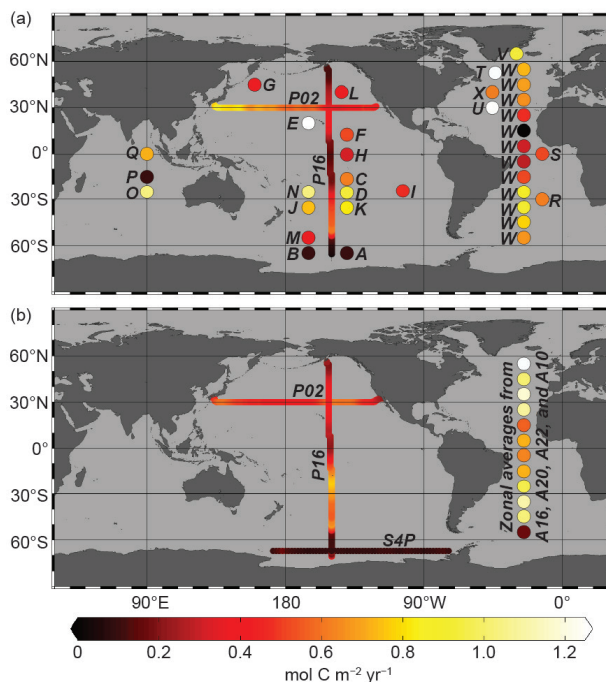 (a)
60°N
30°N
0°
30°S
60°S
G
P02
L
E
F
H
P16
C
D
K
I
N
J
M
B
A
Q
P
O
V
T
X
U
W
W
W
W
W
W
W
W
W
W
W
W
W
S
R
(b)
60°N
30°N
0°
30°S
60°S
P02
P16
S4P
Zonal averages from
A16, A20, A22, and A10
90°E 180 90°W 0°
0 0.2 0.4 0.6 0.8 1.0 1.2
mol C m⁻² yr⁻¹